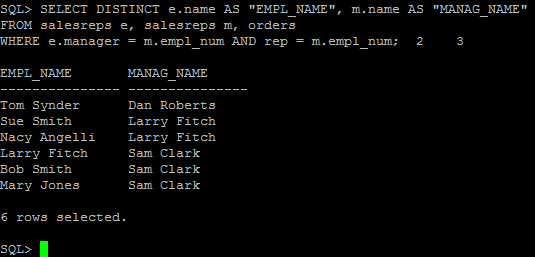 SQL> SELECT DISTINCT e.name AS "EMPL_NAME", m.name AS "MANAG_NAME"
FROM salesreps e, salesreps m, orders
WHERE e.manager = m.empl_num AND rep = m.empl_num;  2    3
EMPL_NAME       MANAG_NAME
--------------- ---------------
Tom Synder      Dan Roberts
Sue Smith       Larry Fitch
Nacy Angelli    Larry Fitch
Larry Fitch     Sam Clark
Bob Smith       Sam Clark
Mary Jones      Sam Clark
6 rows selected.
SQL>